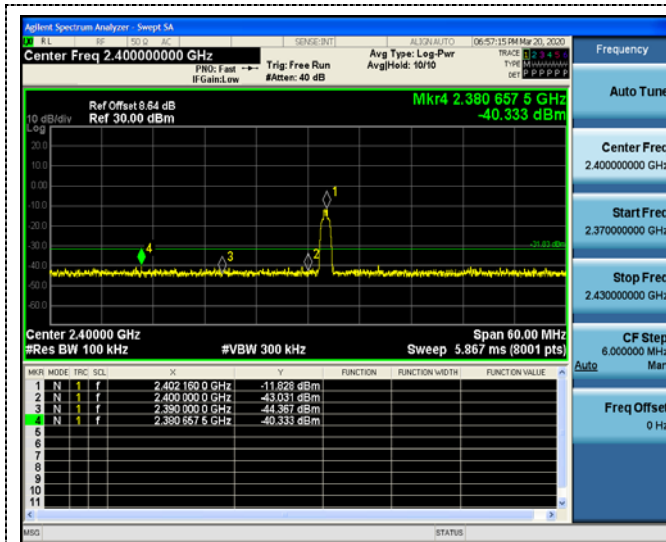 Agilent Spectrum Analyzer - Swept SA
RL RF 50 Ω AC SENSE:INT ALIGN AUTO 06:57:15 PM Mar 20, 2020
Center Freq 2.400000000 GHz
PNO: Fast Trig: Free Run Avg Type: Log-Pwr TRACE 1 2 3 4 5 6
IFGain:Low #Atten: 40 dB Avg|Hold: 10/10 TYPE
DET P P P P P P
Ref Offset 8.64 dB Mkr4 2.380 657 5 GHz
10 dB/div Ref 30.00 dBm -40.333 dBm
Log
20.0
10.0
0.00
-10.0
-20.0
-30.0
-40.0
-50.0
-60.0
1
2
3
4
-31.83 dBm
Center 2.40000 GHz Span 60.00 MHz
#Res BW 100 kHz #VBW 300 kHz Sweep 5.867 ms (8001 pts)
MKR MODE TRC SCL X Y FUNCTION FUNCTION WIDTH FUNCTION VALUE
1 N 1 f 2.402 160 0 GHz -11.828 dBm
2 N 1 f 2.400 000 0 GHz -43.031 dBm
3 N 1 f 2.390 000 0 GHz -44.367 dBm
4 N 1 f 2.380 657 5 GHz -40.333 dBm
5
6
7
8
9
10
11
MSG STATUS
Frequency
Auto Tune
Center Freq
2.400000000 GHz
Start Freq
2.370000000 GHz
Stop Freq
2.430000000 GHz
CF Step
6.000000 MHz
Auto Man
Freq Offset
0 Hz